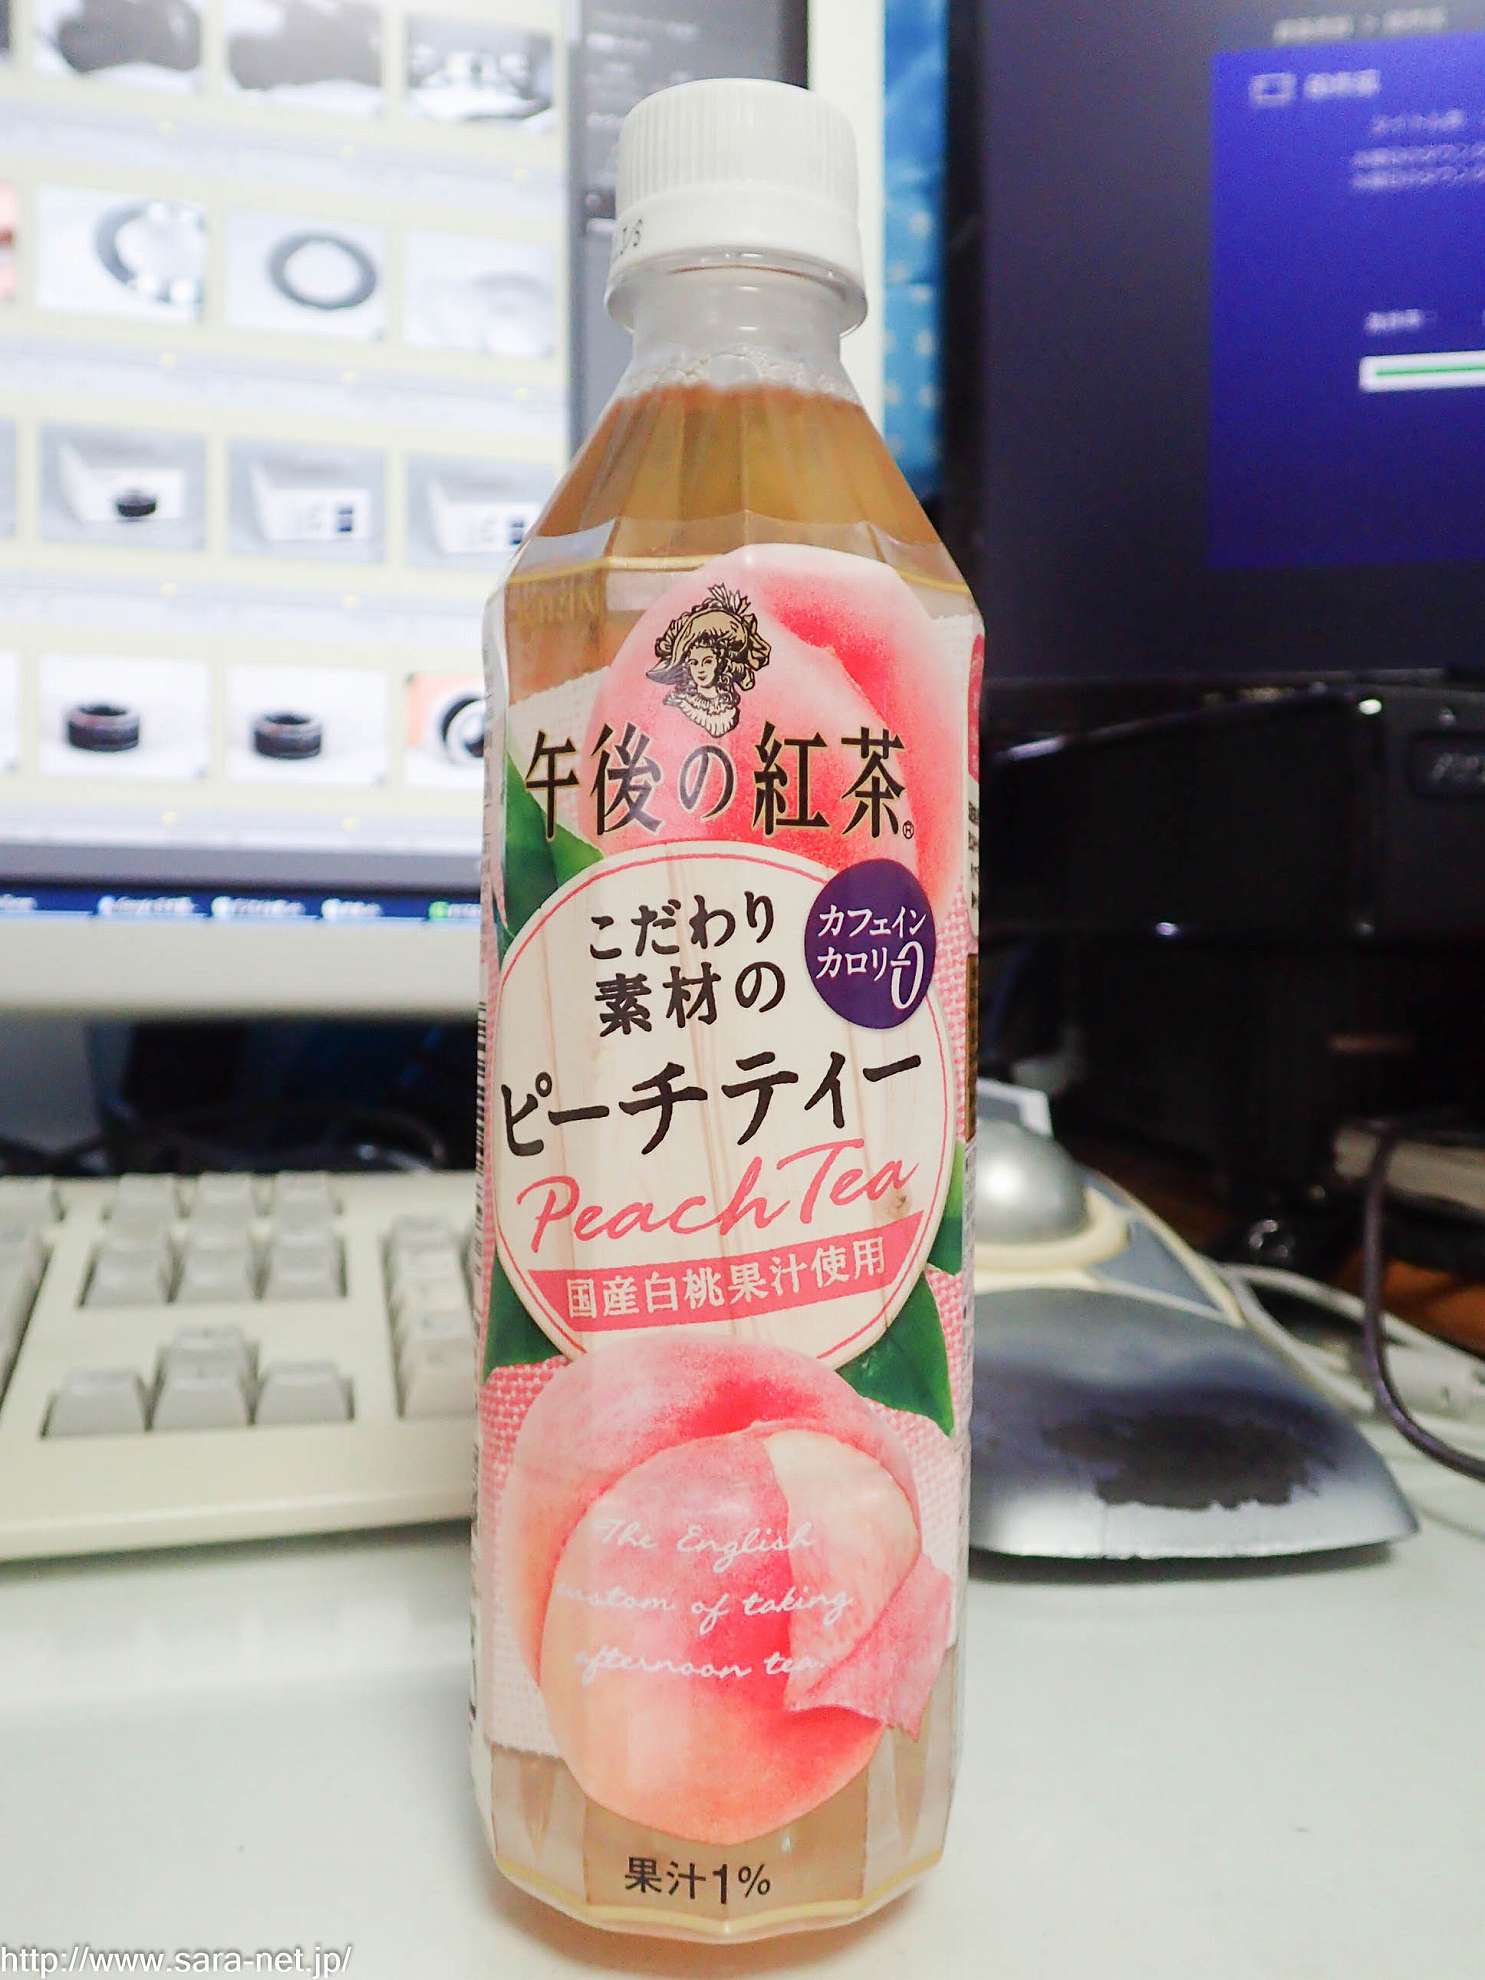 KIRIN
午後の紅茶®
こだわり
素材の
カフェイン
カロリー0
ピーチティー
Peach Tea
国産白桃果汁使用
The English
custom of taking
afternoon tea.
果汁1%
http://www.sara-net.jp/